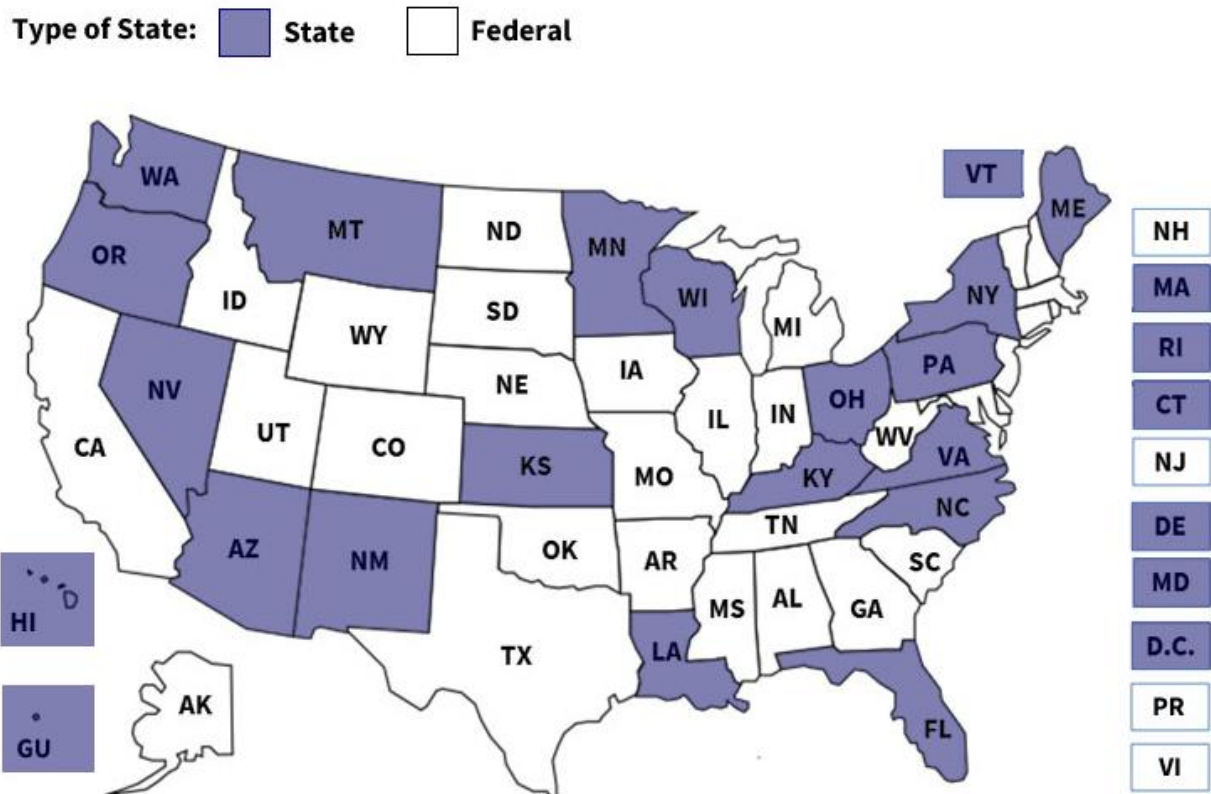 Type of State: State Federal
WA
MT
ND
MN
OR
ID
WY
SD
WI
MI
NY
ME
VT
NH
MA
RI
CT
NJ
DE
MD
D.C.
PR
VI
NV
UT
CO
NE
IA
IL
IN
OH
PA
CA
KS
MO
KY
WV
VA
AZ
NM
OK
AR
TN
NC
SC
TX
LA
MS
AL
GA
FL
HI
GU
AK